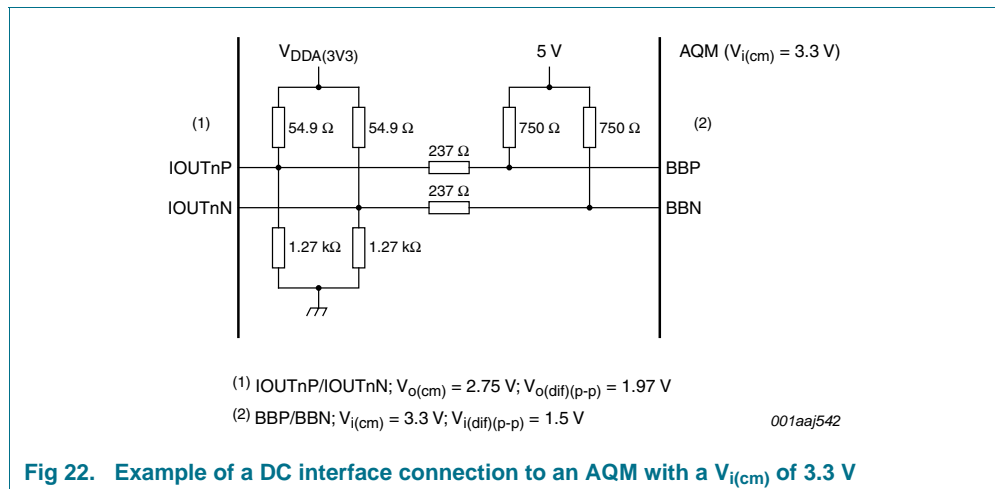 V_DDA(3V3)
5 V
AQM (V_i(cm) = 3.3 V)
(1)
54.9 Ω
54.9 Ω
750 Ω
750 Ω
(2)
237 Ω
IOUTnP
BBP
237 Ω
IOUTnN
BBN
1.27 kΩ
1.27 kΩ
(1) IOUTnP/IOUTnN; V_o(cm) = 2.75 V; V_o(dif)(p-p) = 1.97 V
(2) BBP/BBN; V_i(cm) = 3.3 V; V_i(dif)(p-p) = 1.5 V
001aaj542
Fig 22. Example of a DC interface connection to an AQM with a V_i(cm) of 3.3 V